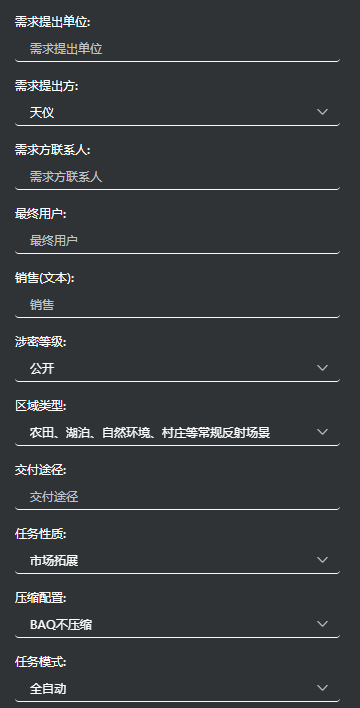 需求提出单位:
需求提出单位
需求提出方:
天仪
需求方联系人:
需求方联系人
最终用户:
最终用户
销售(文本):
销售
涉密等级:
公开
区域类型:
农田、湖泊、自然环境、村庄等常规反射场景
交付途径:
交付途径
任务性质:
市场拓展
压缩配置:
BAQ不压缩
任务模式:
全自动